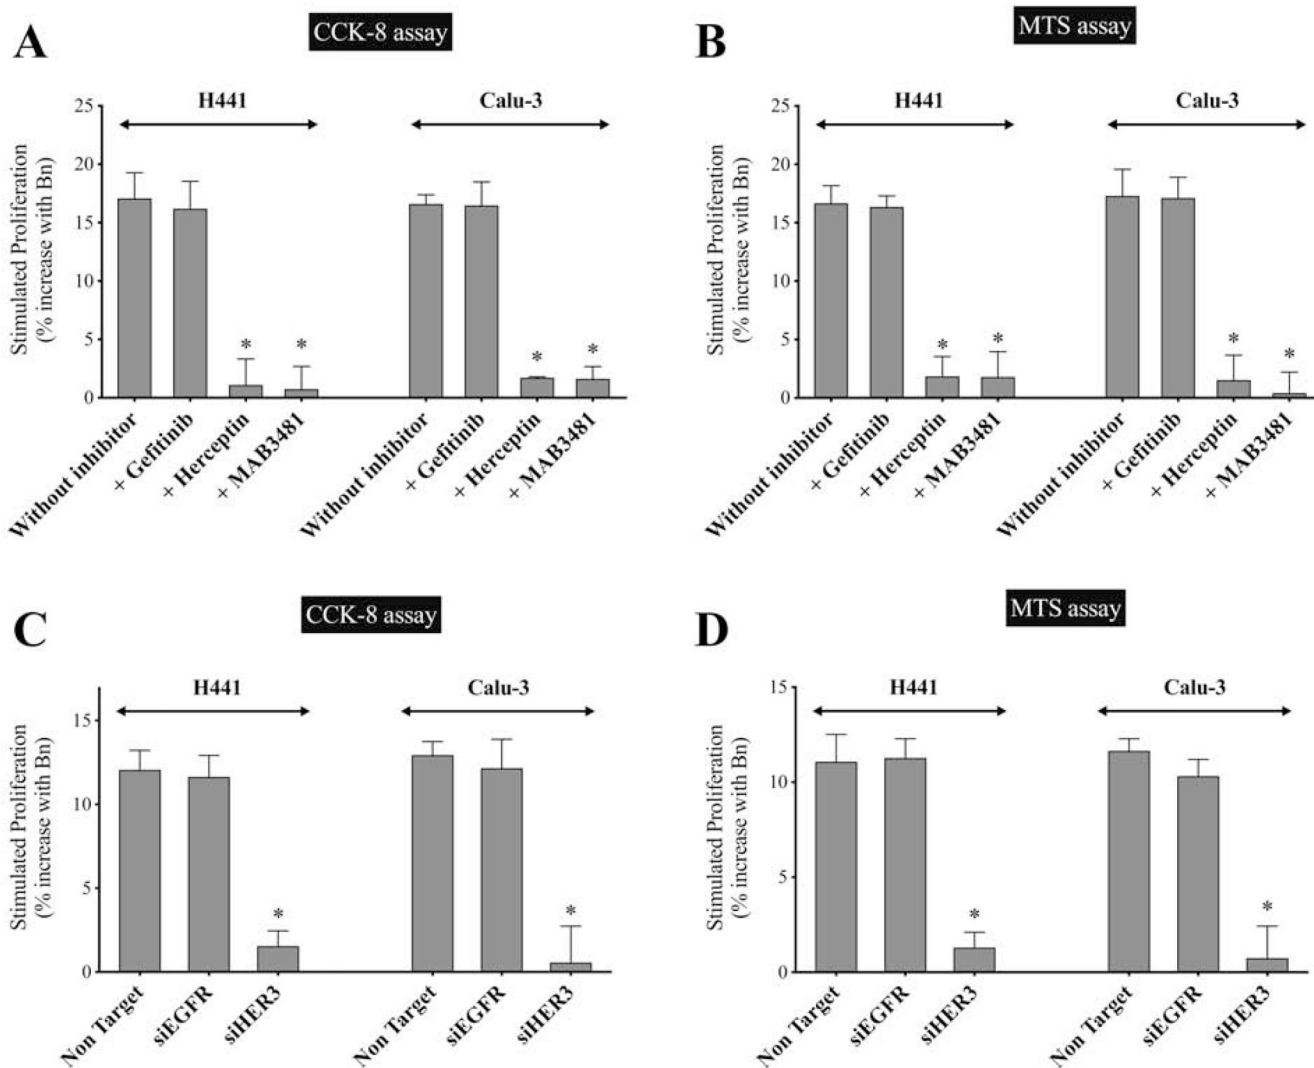 A
CCK-8 assay
H441
Calu-3
25
20
15
10
5
0
Stimulated Proliferation
(% increase with Bn)
*
*
*
*
Without inhibitor
+ Gefitinib
+ Herceptin
+ MAB3481
Without inhibitor
+ Gefitinib
+ Herceptin
+ MAB3481
B
MTS assay
H441
Calu-3
25
20
15
10
5
0
Stimulated Proliferation
(% increase with Bn)
*
*
*
*
Without inhibitor
+ Gefitinib
+ Herceptin
+ MAB3481
Without inhibitor
+ Gefitinib
+ Herceptin
+ MAB3481
C
CCK-8 assay
H441
Calu-3
15
10
5
0
Stimulated Proliferation
(% increase with Bn)
*
*
Non Target
siEGFR
siHER3
Non Target
siEGFR
siHER3
D
MTS assay
H441
Calu-3
15
10
5
0
Stimulated Proliferation
(% increase with Bn)
*
*
Non Target
siEGFR
siHER3
Non Target
siEGFR
siHER3